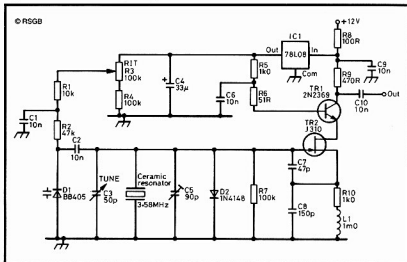 © RSGB
+12V
R8
100R
IC1
Out
78L08
In
Com
C9
10n
R9
470R
Out
C10
10n
TR1
2N2369
TR2
J310
RIT
R3
100k
R4
100k
C4
33μ
R5
1k0
C6
10n
R6
51R
R1
10k
C1
10n
R2
47k
C2
10n
D1
BB405
TUNE
C3
50p
Ceramic
resonator
3·58MHz
C5
90p
D2
1N4148
R7
100k
C7
47p
C8
150p
R10
1k0
L1
1m0